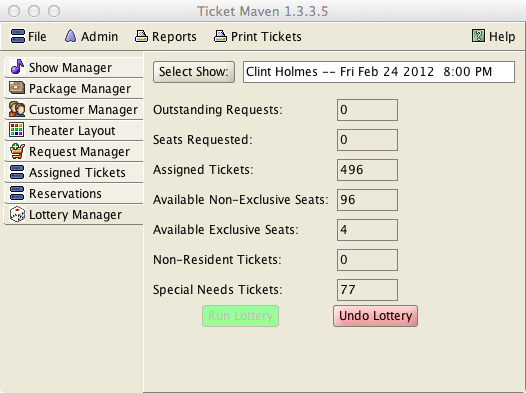 Ticket Maven 1.3.3.5
File Admin Reports Print Tickets Help
Show Manager
Package Manager
Customer Manager
Theater Layout
Request Manager
Assigned Tickets
Reservations
Lottery Manager
Select Show: Clint Holmes -- Fri Feb 24 2012 8:00 PM
Outstanding Requests: 0
Seats Requested: 0
Assigned Tickets: 496
Available Non-Exclusive Seats: 96
Available Exclusive Seats: 4
Non-Resident Tickets: 0
Special Needs Tickets: 77
Run Lottery Undo Lottery